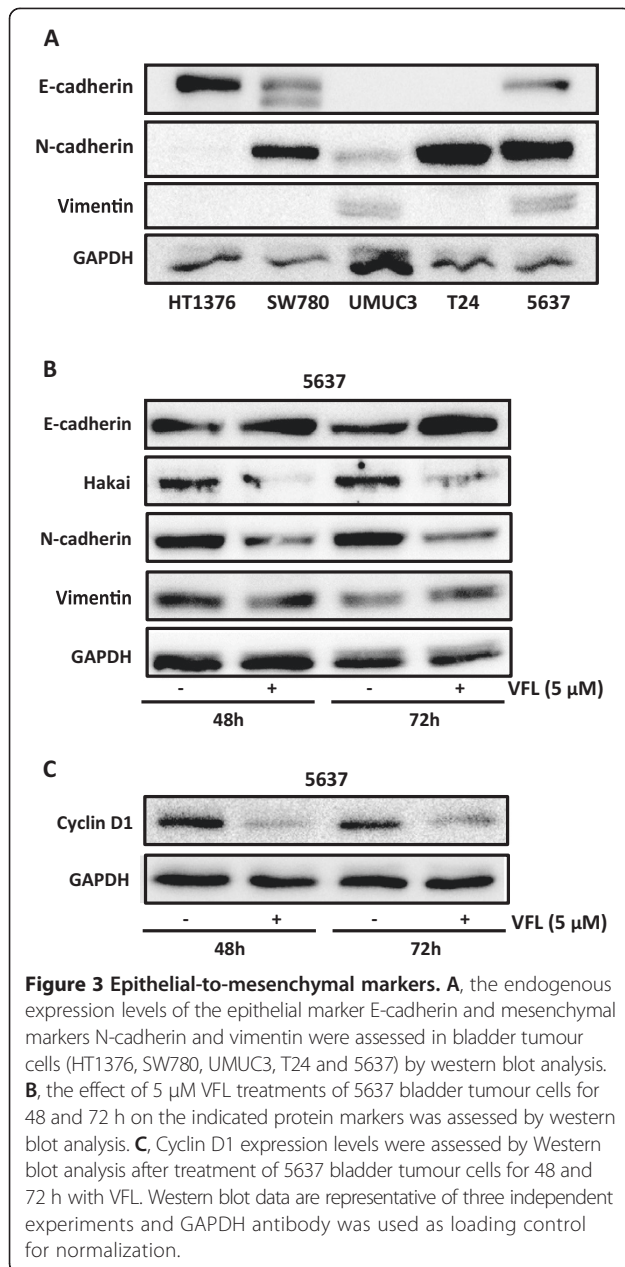 A
E-cadherin
N-cadherin
Vimentin
GAPDH
HT1376 SW780 UMUC3 T24 5637
B
5637
E-cadherin
Hakai
N-cadherin
Vimentin
GAPDH
- + - + VFL (5 µM)
48h 72h
C
5637
Cyclin D1
GAPDH
- + - + VFL (5 µM)
48h 72h
Figure 3 Epithelial-to-mesenchymal markers. A, the endogenous
expression levels of the epithelial marker E-cadherin and mesenchymal
markers N-cadherin and vimentin were assessed in bladder tumour
cells (HT1376, SW780, UMUC3, T24 and 5637) by western blot analysis.
B, the effect of 5 µM VFL treatments of 5637 bladder tumour cells for
48 and 72 h on the indicated protein markers was assessed by western
blot analysis. C, Cyclin D1 expression levels were assessed by Western
blot analysis after treatment of 5637 bladder tumour cells for 48 and
72 h with VFL. Western blot data are representative of three independent
experiments and GAPDH antibody was used as loading control
for normalization.